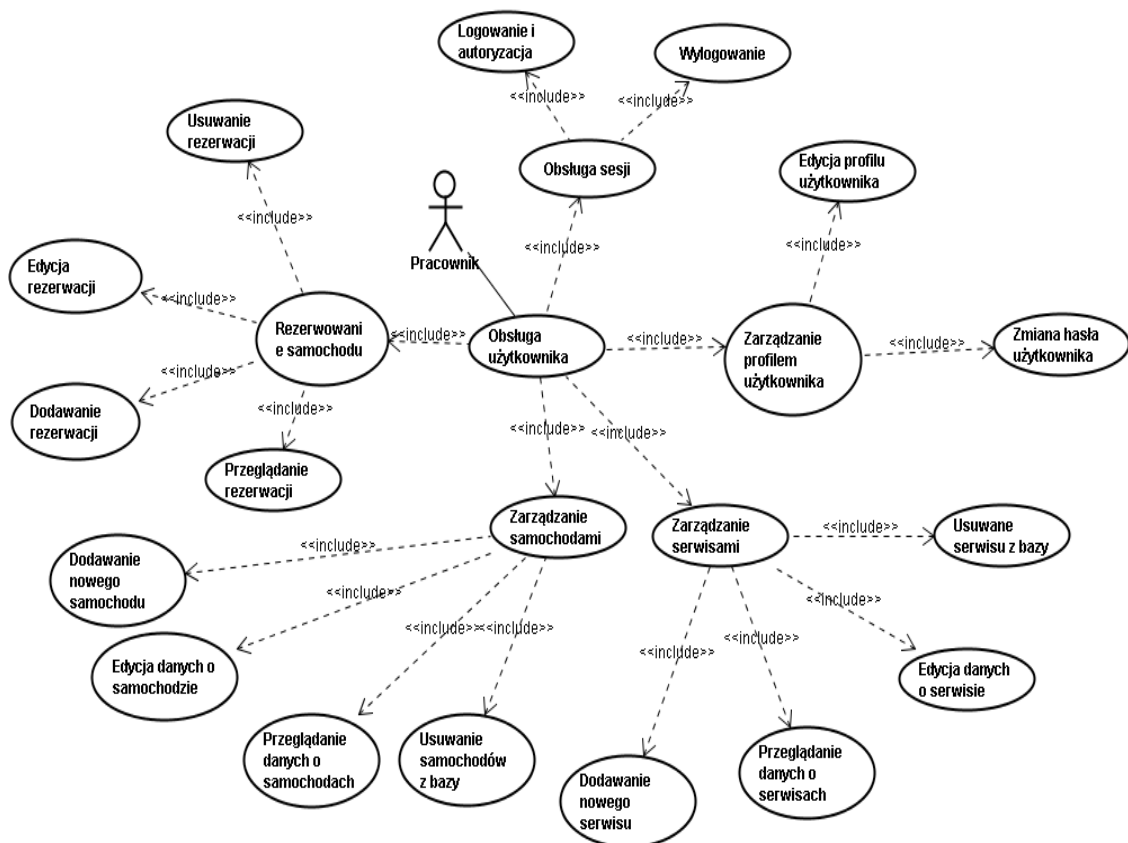 Logowanie i
autoryzacja
Wylogowanie
<<include>>
<<include>>
Usuwanie
rezerwacji
Obsługa sesji
Edycja profilu
użytkownika
<<include>>
<<include>>
<<include>>
Pracownik
Edycja
rezerwacji
<<include>>
Rezerwowani
e samochodu
<<include>>
Obsługa
użytkownika
<<include>>
Zarządzanie
profilem
użytkownika
<<include>>
Zmiana hasła
użytkownika
<<include>>
Dodawanie
rezerwacji
<<include>>
<<include>>
<<include>>
Przeglądanie
rezerwacji
Zarządzanie
samochodami
Zarządzanie
serwisami
<<include>>
Usuwane
serwisu z bazy
<<include>>
Dodawanie
nowego
samochodu
<<include>>
<<include>>
<<include>>
<<include>>
<<include>>
<<include>>
Edycja danych o
samochodzie
Edycja danych
o serwisie
Przeglądanie
danych o
samochodach
Usuwanie
samochodów
z bazy
Dodawanie
nowego
serwisu
Przeglądanie
danych o
serwisach